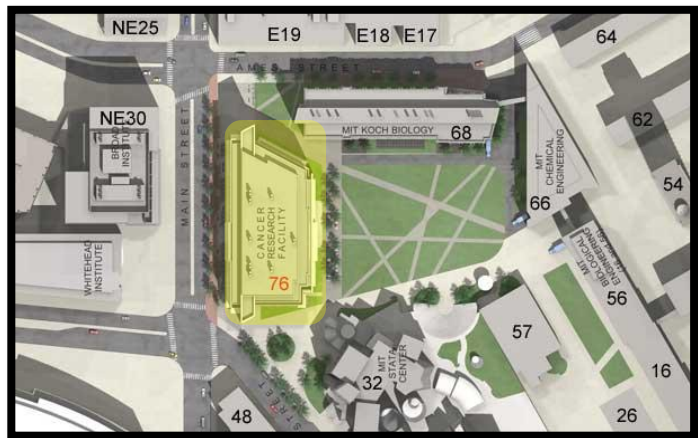 NE25
E19
E18
E17
64
AMES STREET
NE30
BROAD
INSTITUTE
MIT KOCH BIOLOGY
68
62
MIT
CHEMICAL
ENGINEERING
54
MAIN STREET
66
CANCER
RESEARCH
FACILITY
76
WHITEHEAD
INSTITUTE
MIT
BIOLOGICAL
ENGINEERING
56
57
MIT
STATA
CENTER
32
16
48
STREET
26